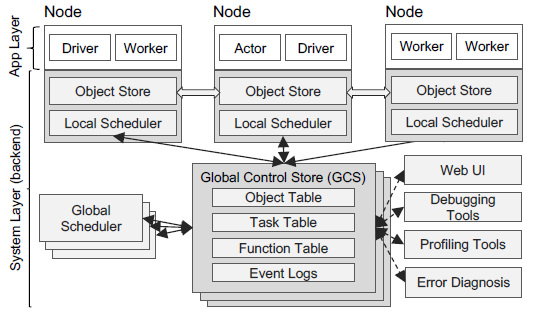 Node
Node
Node
App Layer
Driver
Worker
Actor
Driver
Worker
Worker
Object Store
Object Store
Object Store
Local Scheduler
Local Scheduler
Local Scheduler
System Layer (backend)
Global Control Store (GCS)
Object Table
Task Table
Function Table
Event Logs
Global
Scheduler
Web UI
Debugging
Tools
Profiling Tools
Error Diagnosis